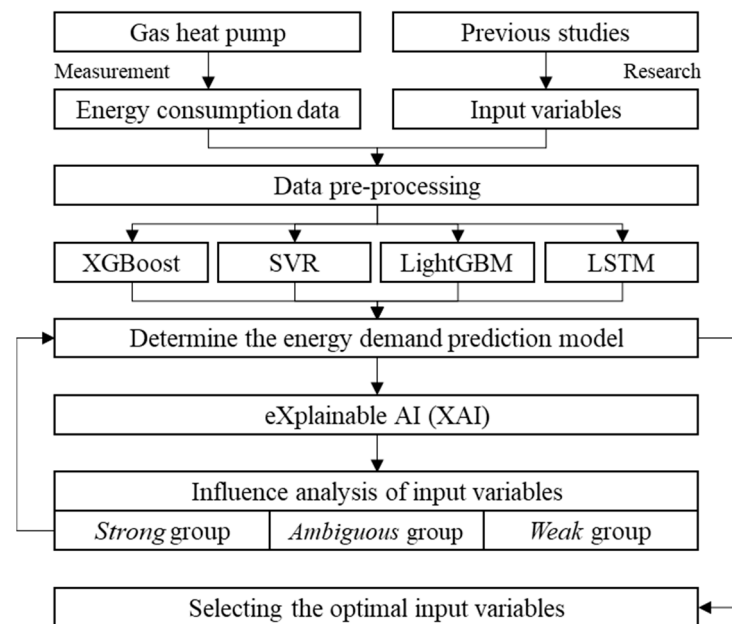 Gas heat pump
Previous studies
Measurement
Research
Energy consumption data
Input variables
Data pre-processing
XGBoost
SVR
LightGBM
LSTM
Determine the energy demand prediction model
eXplainable AI (XAI)
Influence analysis of input variables
Strong group
Ambiguous group
Weak group
Selecting the optimal input variables